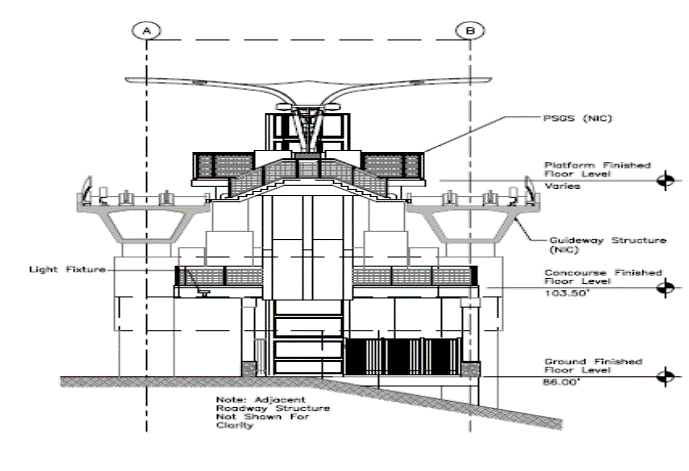 A
B
PSGS (NIC)
Platform Finished
Floor Level
Varies
Guideway Structure
(NIC)
Light Fixture
Concourse Finished
Floor Level
103.50'
Ground Finished
Floor Level
86.00'
Note: Adjacent
Roadway Structure
Not Shown For
Clarity